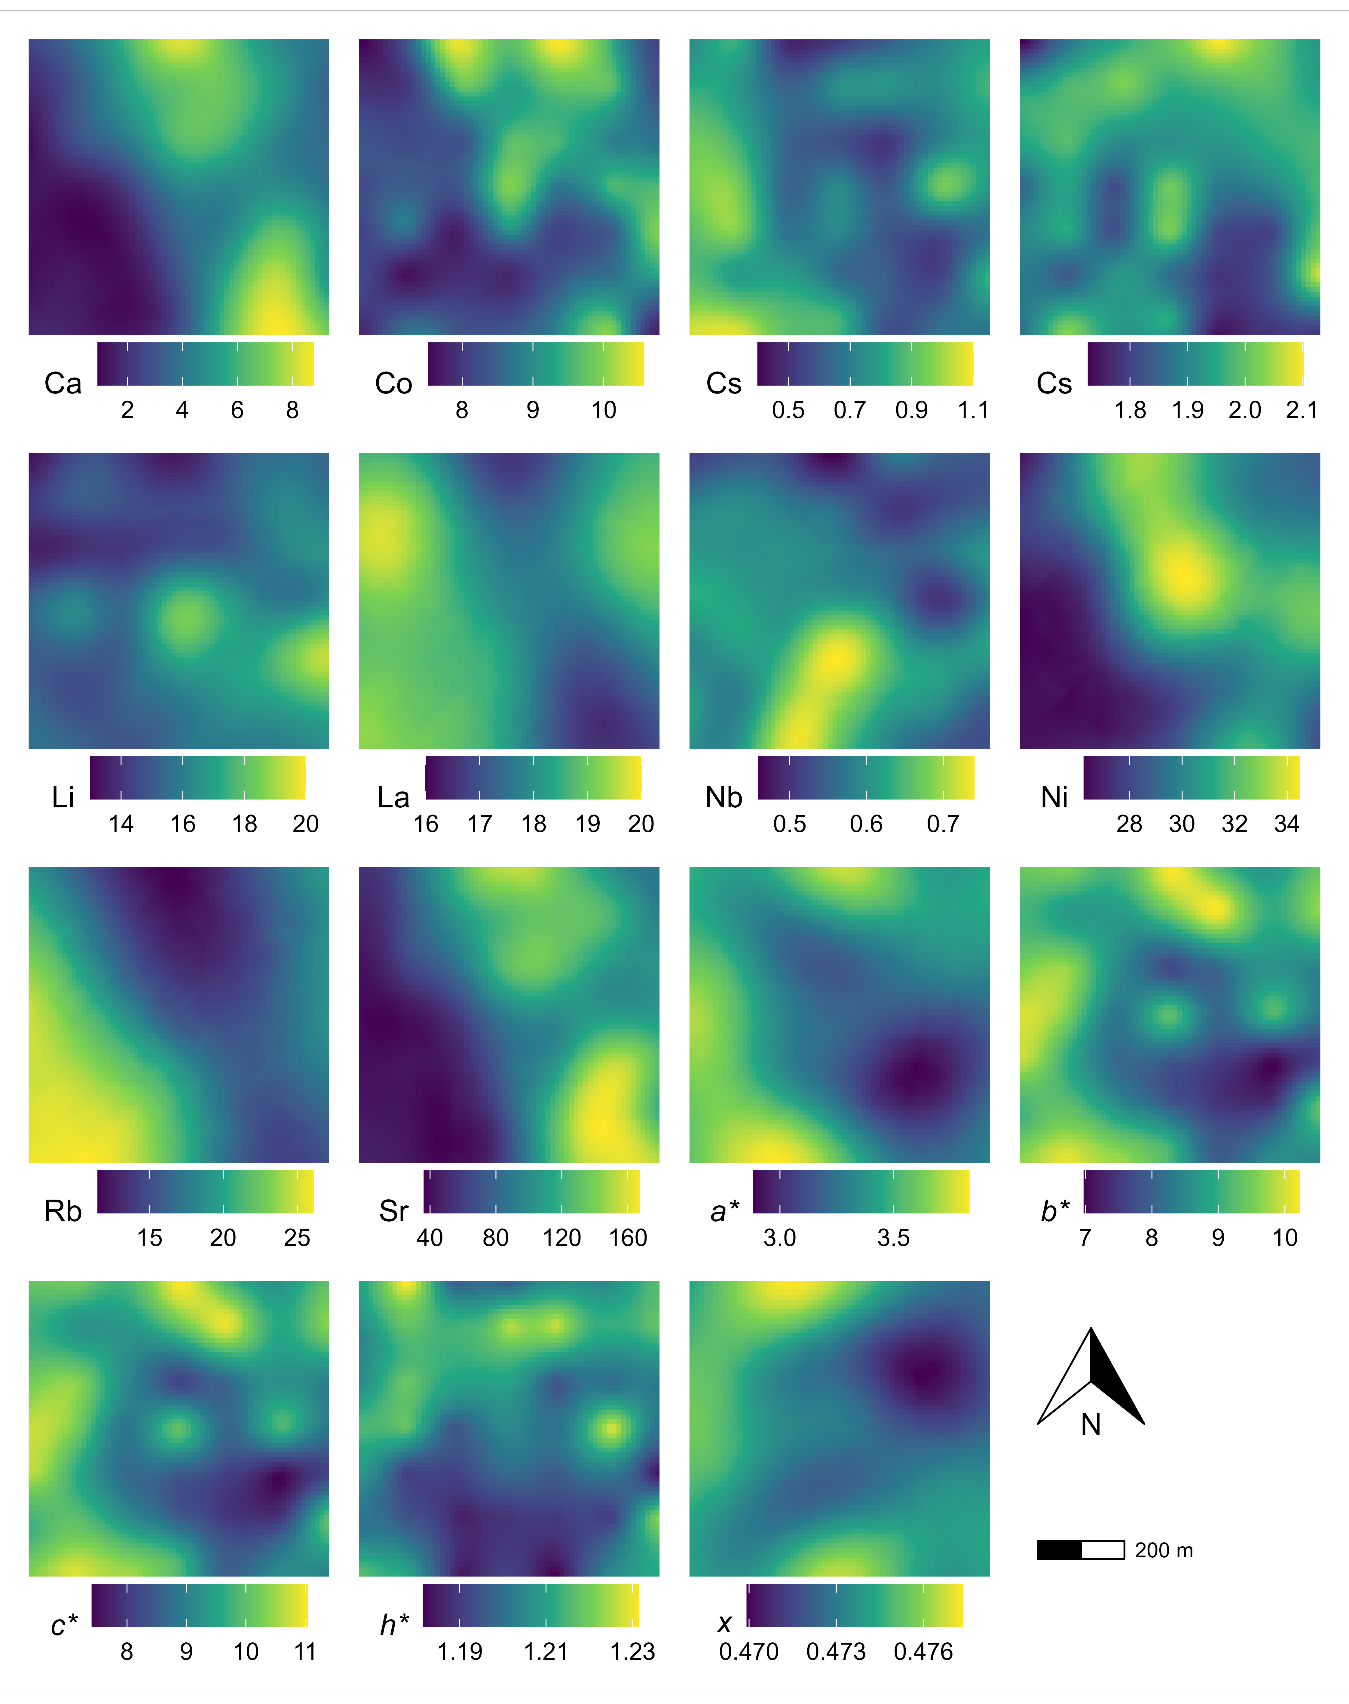 Ca 2 4 6 8
Co 8 9 10
Cs 0.5 0.7 0.9 1.1
Cs 1.8 1.9 2.0 2.1
Li 14 16 18 20
La 16 17 18 19 20
Nb 0.5 0.6 0.7
Ni 28 30 32 34
Rb 15 20 25
Sr 40 80 120 160
a* 3.0 3.5
b* 7 8 9 10
N
200 m
c* 8 9 10 11
h* 1.19 1.21 1.23
x 0.470 0.473 0.476